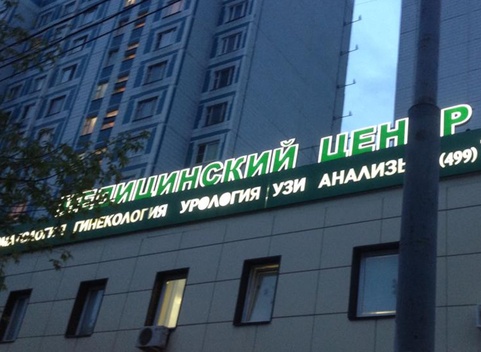 МЕДИЦИНСКИЙ ЦЕНТР
ГИНЕКОЛОГИЯ УРОЛОГИЯ УЗИ АНАЛИЗЫ (499)